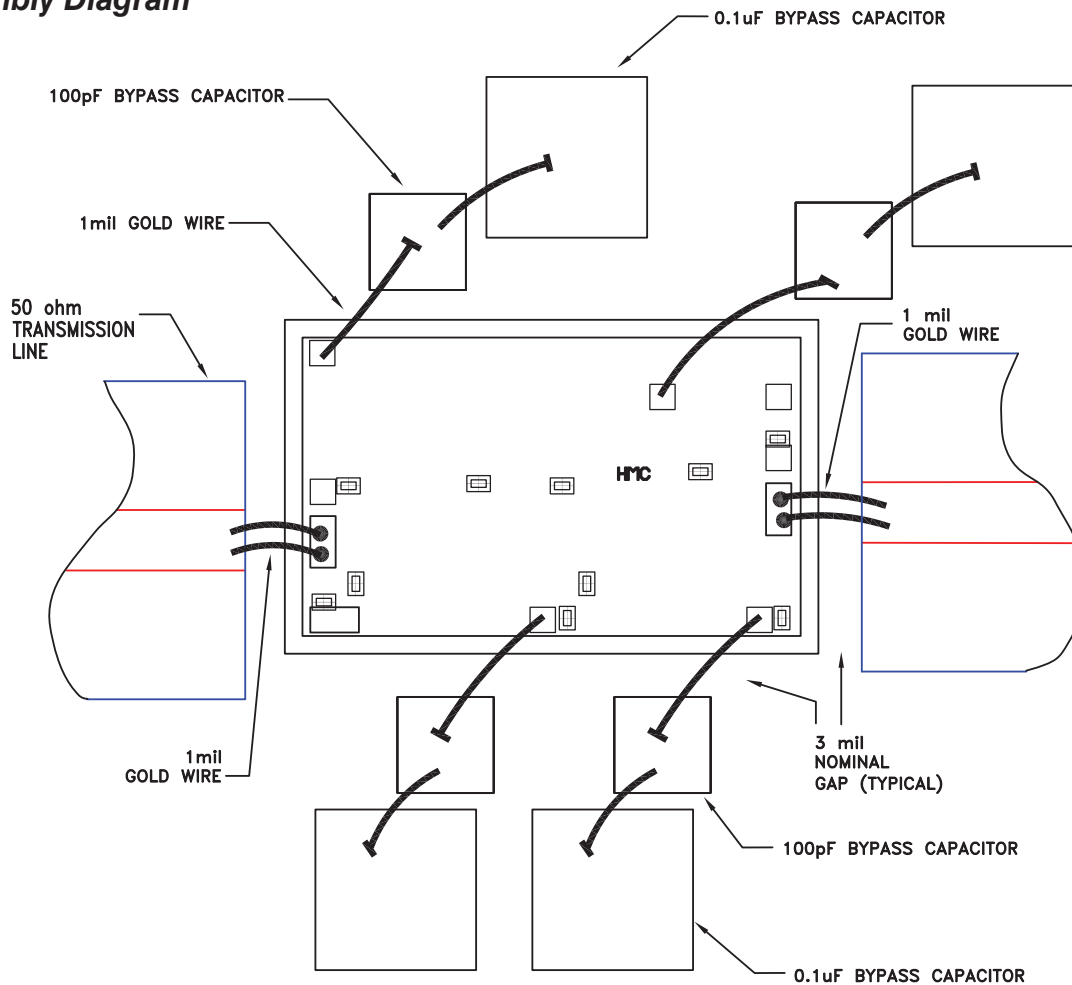 bly Diagram
0.1uF BYPASS CAPACITOR
100pF BYPASS CAPACITOR
1mil GOLD WIRE
50 ohm
TRANSMISSION
LINE
1 mil
GOLD WIRE
HMC
1mil
GOLD WIRE
3 mil
NOMINAL
GAP (TYPICAL)
100pF BYPASS CAPACITOR
0.1uF BYPASS CAPACITOR